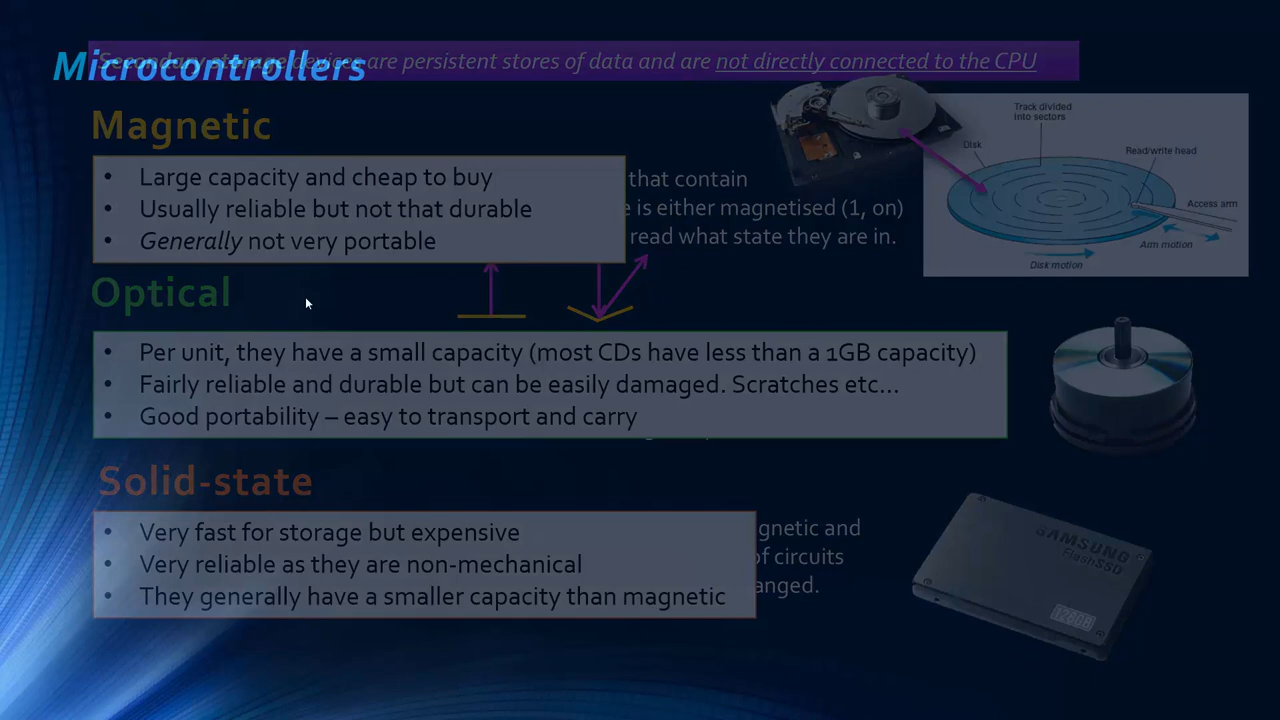 Microcontrollers
Secondary storage devices are persistent stores of data and are not directly connected to the CPU
Magnetic
• Large capacity and cheap to buy
• Usually reliable but not that durable
• Generally not very portable
that contain
is either magnetised (1, on)
read what state they are in.
Track divided
into sectors
Disk
Read/write head
Access arm
Arm motion
Disk motion
Optical
• Per unit, they have a small capacity (most CDs have less than a 1GB capacity)
• Fairly reliable and durable but can be easily damaged. Scratches etc...
• Good portability – easy to transport and carry
Solid-state
• Very fast for storage but expensive
• Very reliable as they are non-mechanical
• They generally have a smaller capacity than magnetic
and
of circuits
SAMSUNG
FlashSSD
128GB